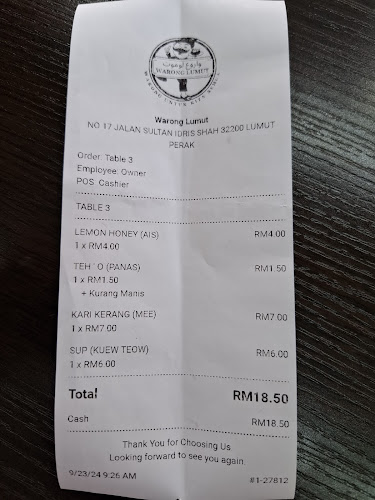 WARONG LUMUT
Warong Lumut
NO 17 JALAN SULTAN IDRIS SHAH 32200 LUMUT
PERAK
Order: Table 3
Employee: Owner
POS: Cashier
TABLE 3
LEMON HONEY (AIS) RM4.00
1 x RM4.00
TEH ' O (PANAS) RM1.50
1 x RM1.50
+ Kurang Manis
KARI KERANG (MEE) RM7.00
1 x RM7.00
SUP (KUEW TEOW) RM6.00
1 x RM6.00
Total RM18.50
Cash RM18.50
Thank You for Choosing Us
Looking forward to see you again
9/23/24 9:26 AM #1-27812